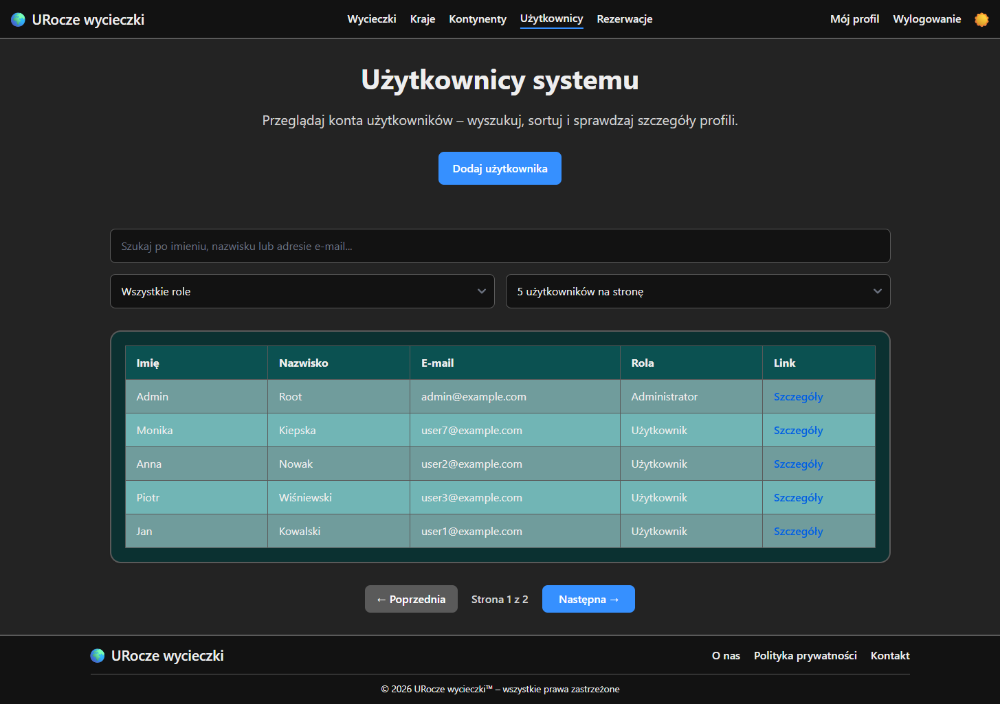 URocze wycieczki Wycieczki Kraje Kontynenty Użytkownicy Rezerwacje Mój profil Wylogowanie
Użytkownicy systemu
Przeglądaj konta użytkowników – wyszukuj, sortuj i sprawdzaj szczegóły profili.
Dodaj użytkownika
Szukaj po imieniu, nazwisku lub adresie e-mail...
Wszystkie role 5 użytkowników na stronę
Imię Nazwisko E-mail Rola Link
Admin Root admin@example.com Administrator Szczegóły
Monika Kiepska user7@example.com Użytkownik Szczegóły
Anna Nowak user2@example.com Użytkownik Szczegóły
Piotr Wiśniewski user3@example.com Użytkownik Szczegóły
Jan Kowalski user1@example.com Użytkownik Szczegóły
← Poprzednia Strona 1 z 2 Następna →
URocze wycieczki O nas Polityka prywatności Kontakt
© 2026 URocze wycieczki™ – wszystkie prawa zastrzeżone